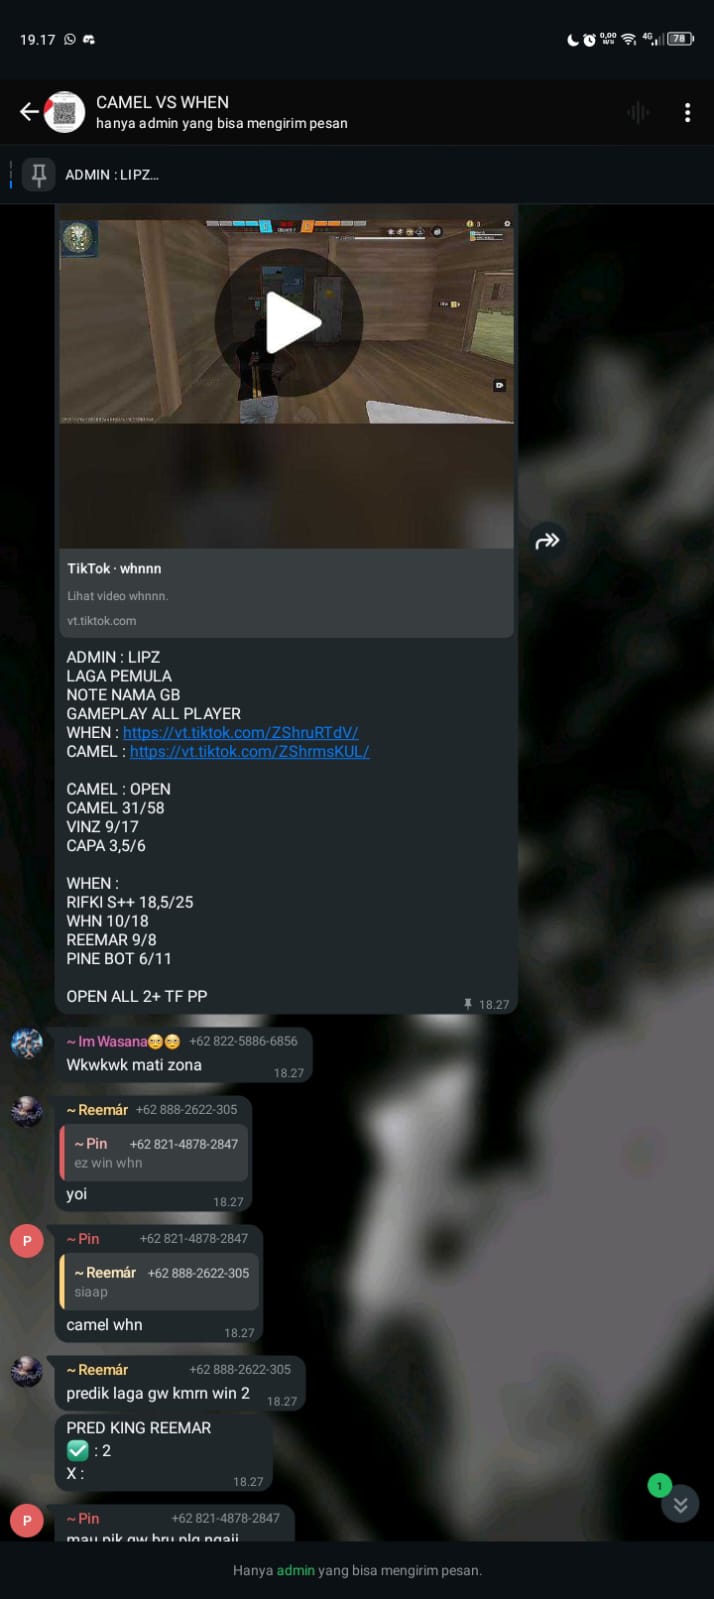 19.17
0,00
4G
78
CAMEL VS WHEN
hanya admin yang bisa mengirim pesan
ADMIN : LIPZ...
TikTok · whnnn
Lihat video whnnn.
vt.tiktok.com
ADMIN : LIPZ
LAGA PEMULA
NOTE NAMA GB
GAMEPLAY ALL PLAYER
WHEN : https://vt.tiktok.com/ZShruRTdV/
CAMEL : https://vt.tiktok.com/ZShrmsKUL/
CAMEL : OPEN
CAMEL 31/58
VINZ 9/17
CAPA 3,5/6
WHEN :
RIFKI S++ 18,5/25
WHN 10/18
REEMAR 9/8
PINE BOT 6/11
OPEN ALL 2+ TF PP
18.27
~ Im Wasana🥹🥹 +62 822-5886-6856
Wkwkwk mati zona
18.27
~ Reemár +62 888-2622-305
~ Pin +62 821-4878-2847
ez win whn
yoi
18.27
P
~ Pin +62 821-4878-2847
~ Reemár +62 888-2622-305
siaap
camel whn
18.27
~ Reemár +62 888-2622-305
predik laga gw kmrn win 2
18.27
PRED KING REEMAR
✅ : 2
X :
18.27
1
P
~ Pin +62 821-4878-2847
mau pik gw bru plg ngaji
Hanya admin yang bisa mengirim pesan.